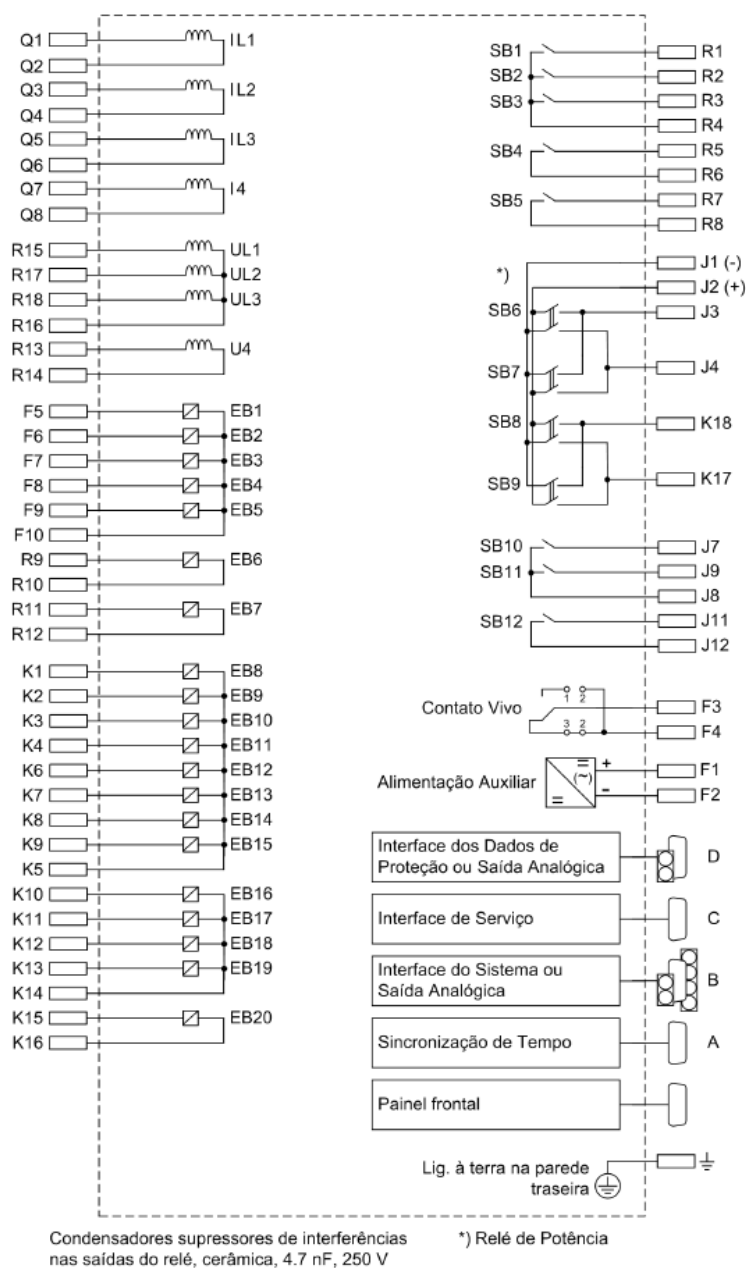 Q1 IL1
Q2
Q3 IL2
Q4
Q5 IL3
Q6
Q7 I4
Q8
R15 UL1
R17 UL2
R18 UL3
R16
R13 U4
R14
F5 EB1
F6 EB2
F7 EB3
F8 EB4
F9 EB5
F10
R9 EB6
R10
R11 EB7
R12
K1 EB8
K2 EB9
K3 EB10
K4 EB11
K6 EB12
K7 EB13
K8 EB14
K9 EB15
K5
K10 EB16
K11 EB17
K12 EB18
K13 EB19
K14
K15 EB20
K16
SB1 R1
SB2 R2
SB3 R3
R4
SB4 R5
R6
SB5 R7
R8
J1 (-)
*)
J2 (+)
SB6 J3
SB7 J4
SB8 K18
SB9 K17
SB10 J7
SB11 J9
J8
SB12 J11
J12
Contato Vivo 1 2 F3
3 2 F4
Alimentação Auxiliar = (~) = + F1
- F2
Interface dos Dados de
Proteção ou Saída Analógica D
Interface de Serviço C
Interface do Sistema ou
Saída Analógica B
Sincronização de Tempo A
Painel frontal
Lig. à terra na parede
traseira
Condensadores supressores de interferências
nas saídas do relé, cerâmica, 4.7 nF, 250 V
*) Relé de Potência